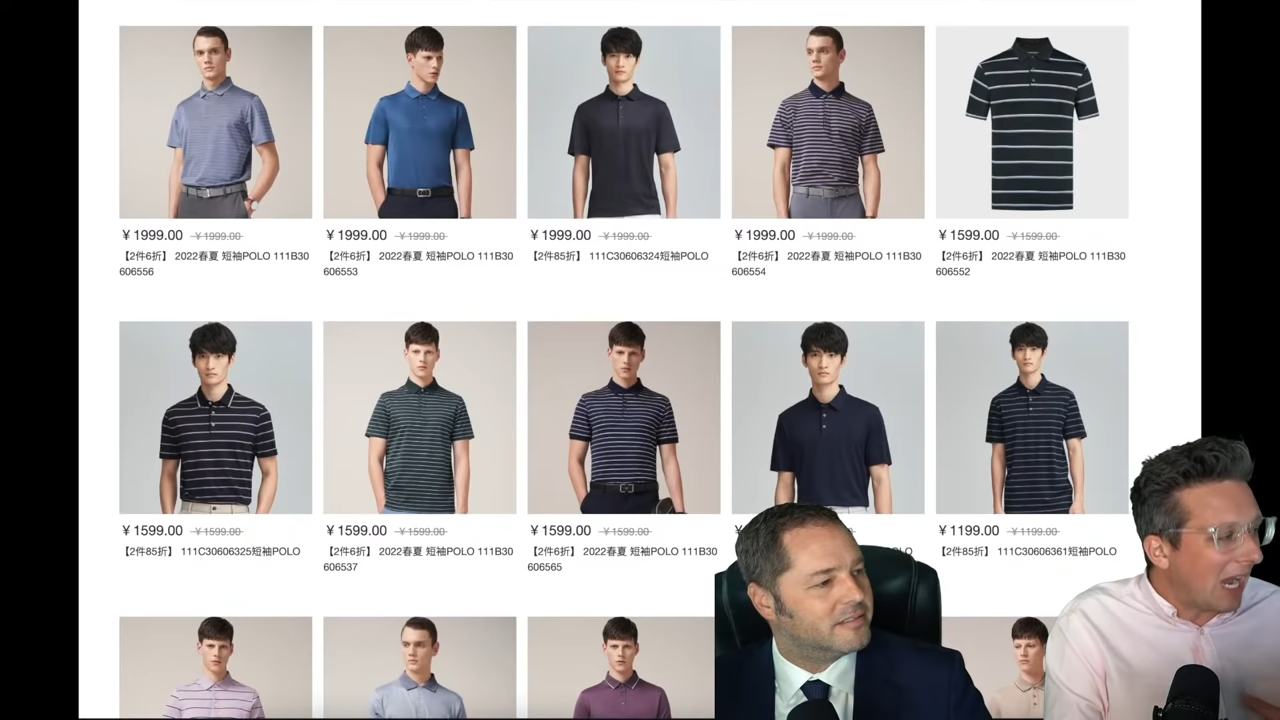 ￥1999.00 ￥1999.00
【2件6折】 2022春夏 短袖POLO 111B30
606556
￥1999.00 ￥1999.00
【2件6折】 2022春夏 短袖POLO 111B30
606553
￥1999.00 ￥1999.00
【2件85折】 111C30606324短袖POLO
￥1999.00 ￥1999.00
【2件6折】 2022春夏 短袖POLO 111B30
606554
￥1599.00 ￥1599.00
【2件6折】 2022春夏 短袖POLO 111B30
606552
￥1599.00 ￥1599.00
【2件85折】 111C30606325短袖POLO
￥1599.00 ￥1599.00
【2件6折】 2022春夏 短袖POLO 111B30
606537
￥1599.00 ￥1599.00
【2件6折】 2022春夏 短袖POLO 111B30
606565
￥1199.00 ￥1199.00
【2件85折】 111C30606361短袖POLO